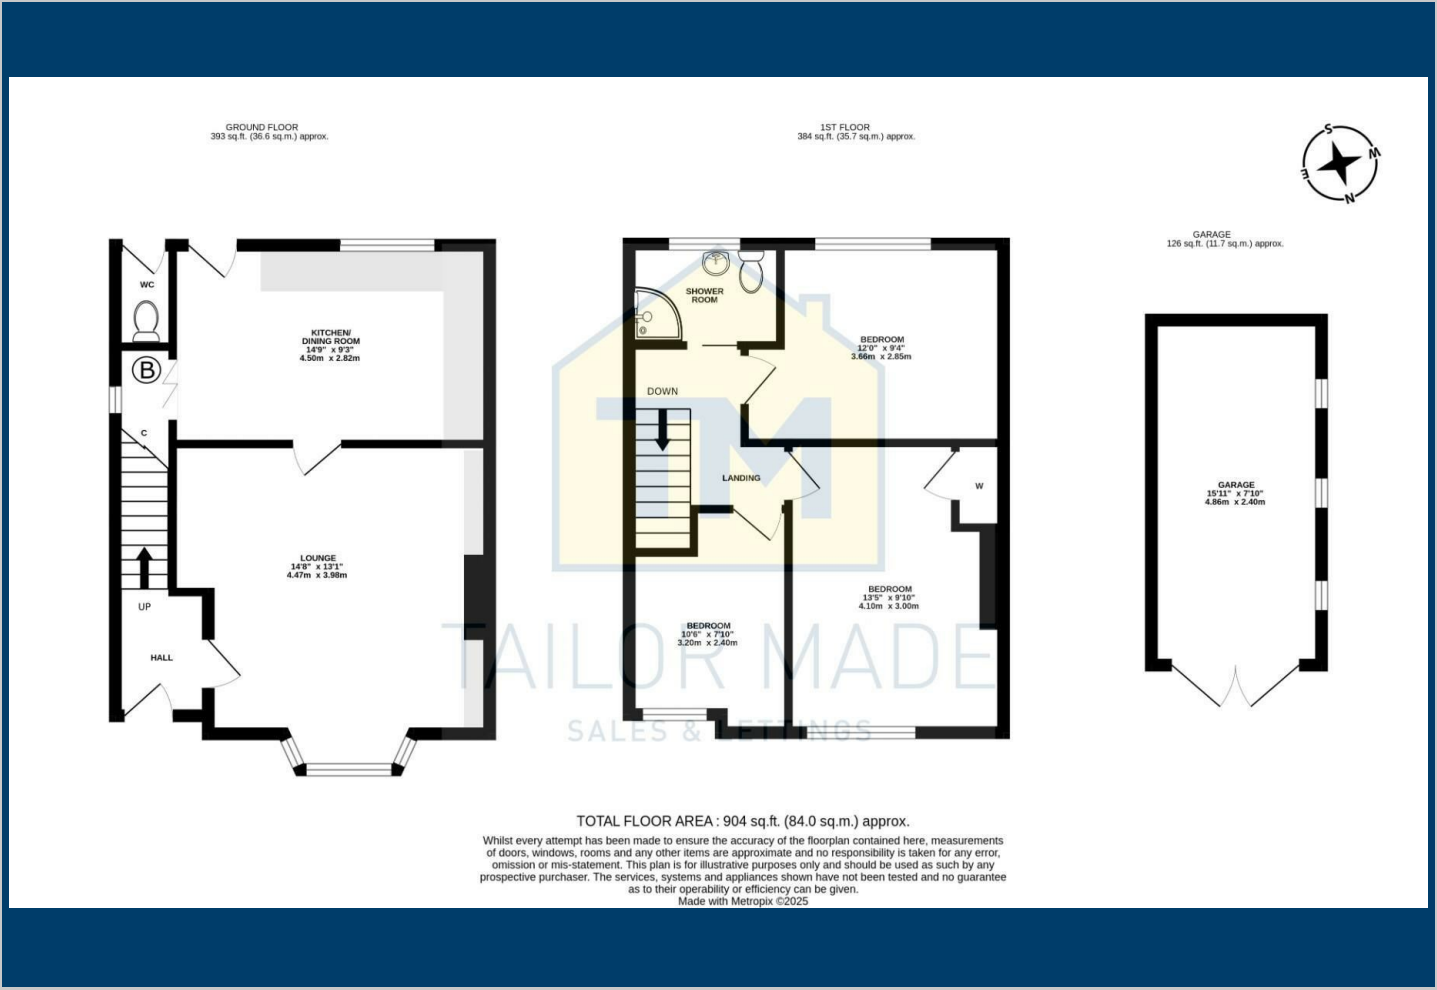 GROUND FLOOR
393 sq.ft. (36.6 sq.m.) approx.
1ST FLOOR
384 sq.ft. (35.7 sq.m.) approx.
S
W
E
N
GARAGE
126 sq.ft. (11.7 sq.m.) approx.
WC
KITCHEN/
DINING ROOM
14'9" x 9'3"
4.50m x 2.82m
B
C
LOUNGE
14'8" x 13'1"
4.47m x 3.98m
UP
HALL
SHOWER
ROOM
BEDROOM
12'0" x 9'4"
3.66m x 2.85m
DOWN
TM
LANDING
W
BEDROOM
13'5" x 9'10"
4.10m x 3.00m
BEDROOM
10'6" x 7'10"
3.20m x 2.40m
TAILOR MADE
SALES & LETTINGS
GARAGE
15'11" x 7'10"
4.86m x 2.40m
TOTAL FLOOR AREA : 904 sq.ft. (84.0 sq.m.) approx.
Whilst every attempt has been made to ensure the accuracy of the floorplan contained here, measurements
of doors, windows, rooms and any other items are approximate and no responsibility is taken for any error,
omission or mis-statement. This plan is for illustrative purposes only and should be used as such by any
prospective purchaser. The services, systems and appliances shown have not been tested and no guarantee
as to their operability or efficiency can be given.
Made with Metropix ©2025